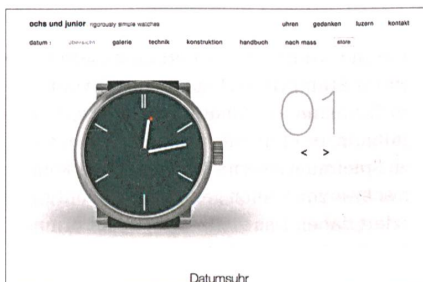 ochs und junior rigorously simple watches
uhren gedanken luzern kontakt
datum : übersicht galerie technik konstruktion handbuch nach mass store
01
< >
Datumsuhr